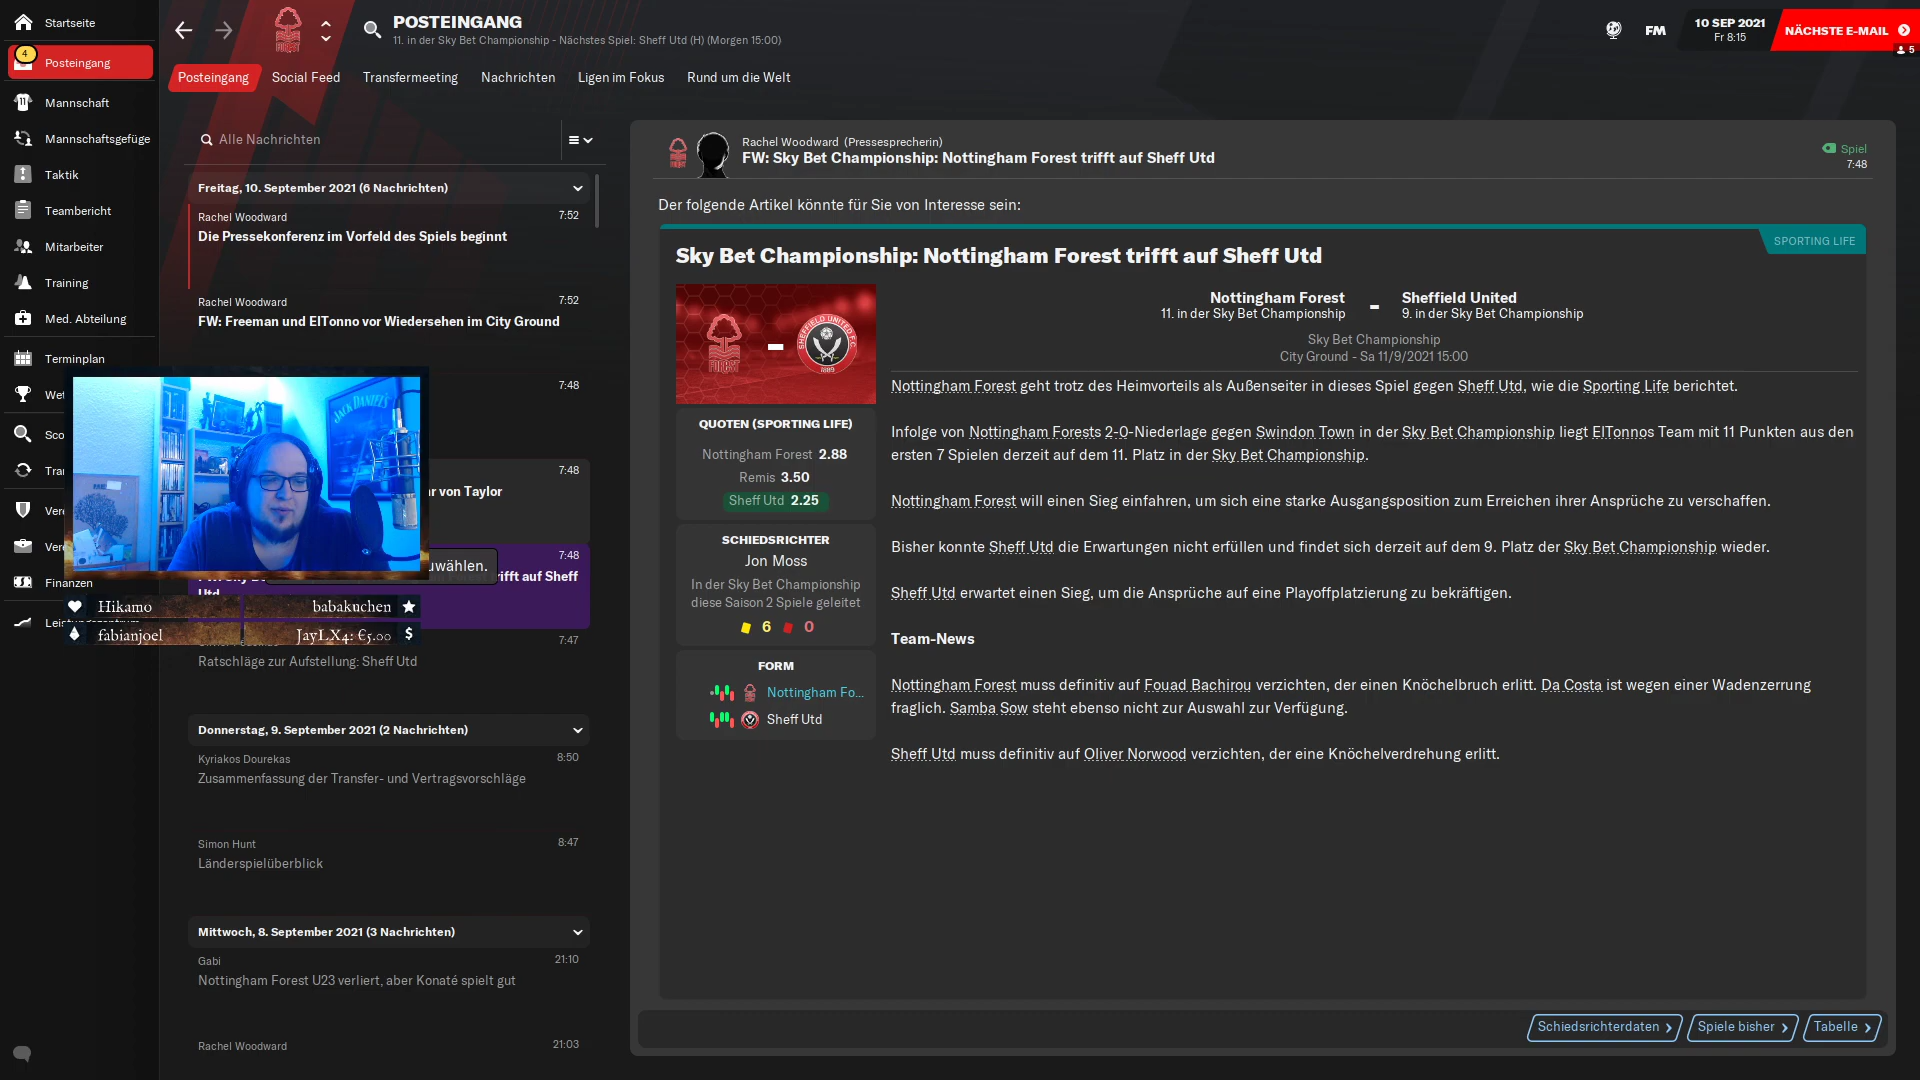 Startseite
4
Posteingang
Mannschaft
Mannschaftsgefüge
Taktik
Teambericht
Mitarbeiter
Training
Med. Abteilung
Terminplan
Finanzen
FOREST
POSTEINGANG
11. in der Sky Bet Championship - Nächstes Spiel: Sheff Utd (H) (Morgen 15:00)
FM
10 SEP 2021
Fr 8:15
NÄCHSTE E-MAIL
5
Posteingang
Social Feed
Transfermeeting
Nachrichten
Ligen im Fokus
Rund um die Welt
Alle Nachrichten
Freitag, 10. September 2021 (6 Nachrichten)
Rachel Woodward 7:52
Die Pressekonferenz im Vorfeld des Spiels beginnt
Rachel Woodward 7:52
FW: Freeman und ElTonno vor Wiedersehen im City Ground
7:48
7:48
von Taylor
7:48
uwählen.
trifft auf Sheff
Utd
JACK DANIEL'S
Hikamo
babakuchen
fabianjoel
JayLX4: €5.00
7:47
Ratschläge zur Aufstellung: Sheff Utd
Donnerstag, 9. September 2021 (2 Nachrichten)
Kyriakos Dourekas 8:50
Zusammenfassung der Transfer- und Vertragsvorschläge
Simon Hunt 8:47
Länderspielüberblick
Mittwoch, 8. September 2021 (3 Nachrichten)
Gabi 21:10
Nottingham Forest U23 verliert, aber Konaté spielt gut
Rachel Woodward 21:03
Rachel Woodward (Pressesprecherin)
FW: Sky Bet Championship: Nottingham Forest trifft auf Sheff Utd
Spiel
7:48
Der folgende Artikel könnte für Sie von Interesse sein:
SPORTING LIFE
Sky Bet Championship: Nottingham Forest trifft auf Sheff Utd
FOREST
SHEFFIELD UNITED F.C.
1889
QUOTEN (SPORTING LIFE)
Nottingham Forest 2.88
Remis 3.50
Sheff Utd 2.25
SCHIEDSRICHTER
Jon Moss
In der Sky Bet Championship
diese Saison 2 Spiele geleitet
6 0
FORM
Nottingham Fo...
Sheff Utd
Nottingham Forest - Sheffield United
11. in der Sky Bet Championship 9. in der Sky Bet Championship
Sky Bet Championship
City Ground - Sa 11/9/2021 15:00
Nottingham Forest geht trotz des Heimvorteils als Außenseiter in dieses Spiel gegen Sheff Utd, wie die Sporting Life berichtet.
Infolge von Nottingham Forests 2-0-Niederlage gegen Swindon Town in der Sky Bet Championship liegt ElTonnos Team mit 11 Punkten aus den
ersten 7 Spielen derzeit auf dem 11. Platz in der Sky Bet Championship.
Nottingham Forest will einen Sieg einfahren, um sich eine starke Ausgangsposition zum Erreichen ihrer Ansprüche zu verschaffen.
Bisher konnte Sheff Utd die Erwartungen nicht erfüllen und findet sich derzeit auf dem 9. Platz der Sky Bet Championship wieder.
Sheff Utd erwartet einen Sieg, um die Ansprüche auf eine Playoffplatzierung zu bekräftigen.
Team-News
Nottingham Forest muss definitiv auf Fouad Bachirou verzichten, der einen Knöchelbruch erlitt. Da Costa ist wegen einer Wadenzerrung
fraglich. Samba Sow steht ebenso nicht zur Auswahl zur Verfügung.
Sheff Utd muss definitiv auf Oliver Norwood verzichten, der eine Knöchelverdrehung erlitt.
Schiedsrichterdaten
Spiele bisher
Tabelle